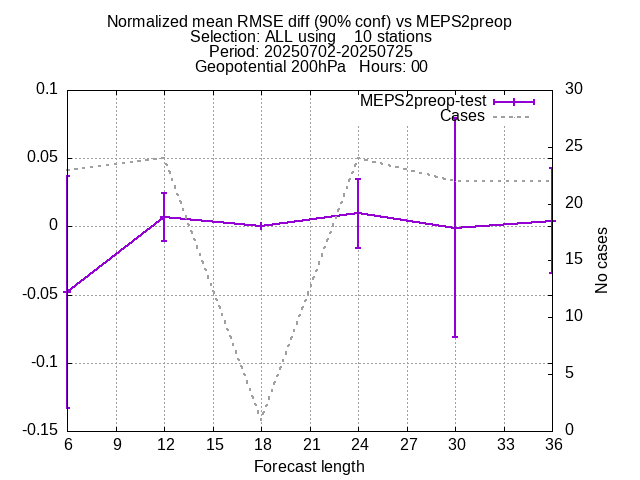 Normalized mean RMSE diff (90% conf) vs MEPS2preop
Selection: ALL using    10 stations
Period: 20250702-20250725
Geopotential 200hPa   Hours: 00
MEPS2preop-test
Cases
0.1
0.05
0
-0.05
-0.1
-0.15
30
25
20
15
10
5
0
No cases
6 9 12 15 18 21 24 27 30 33 36
Forecast length